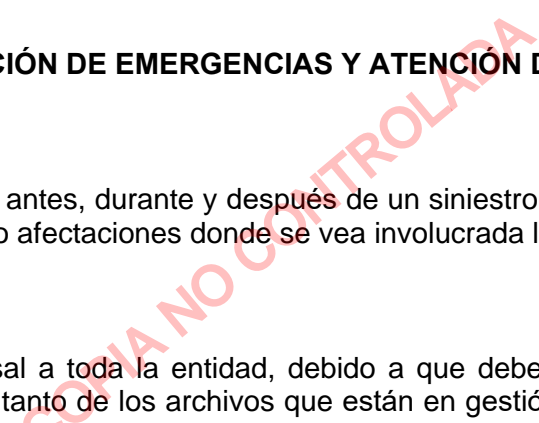 CIÓN DE EMERGENCIAS Y ATENCIÓN D
antes, durante y después de un siniestro
o afectaciones donde se vea involucrada l
sal a toda la entidad, debido a que debe
tanto de los archivos que están en gestió
COPIA NO CONTROLADA